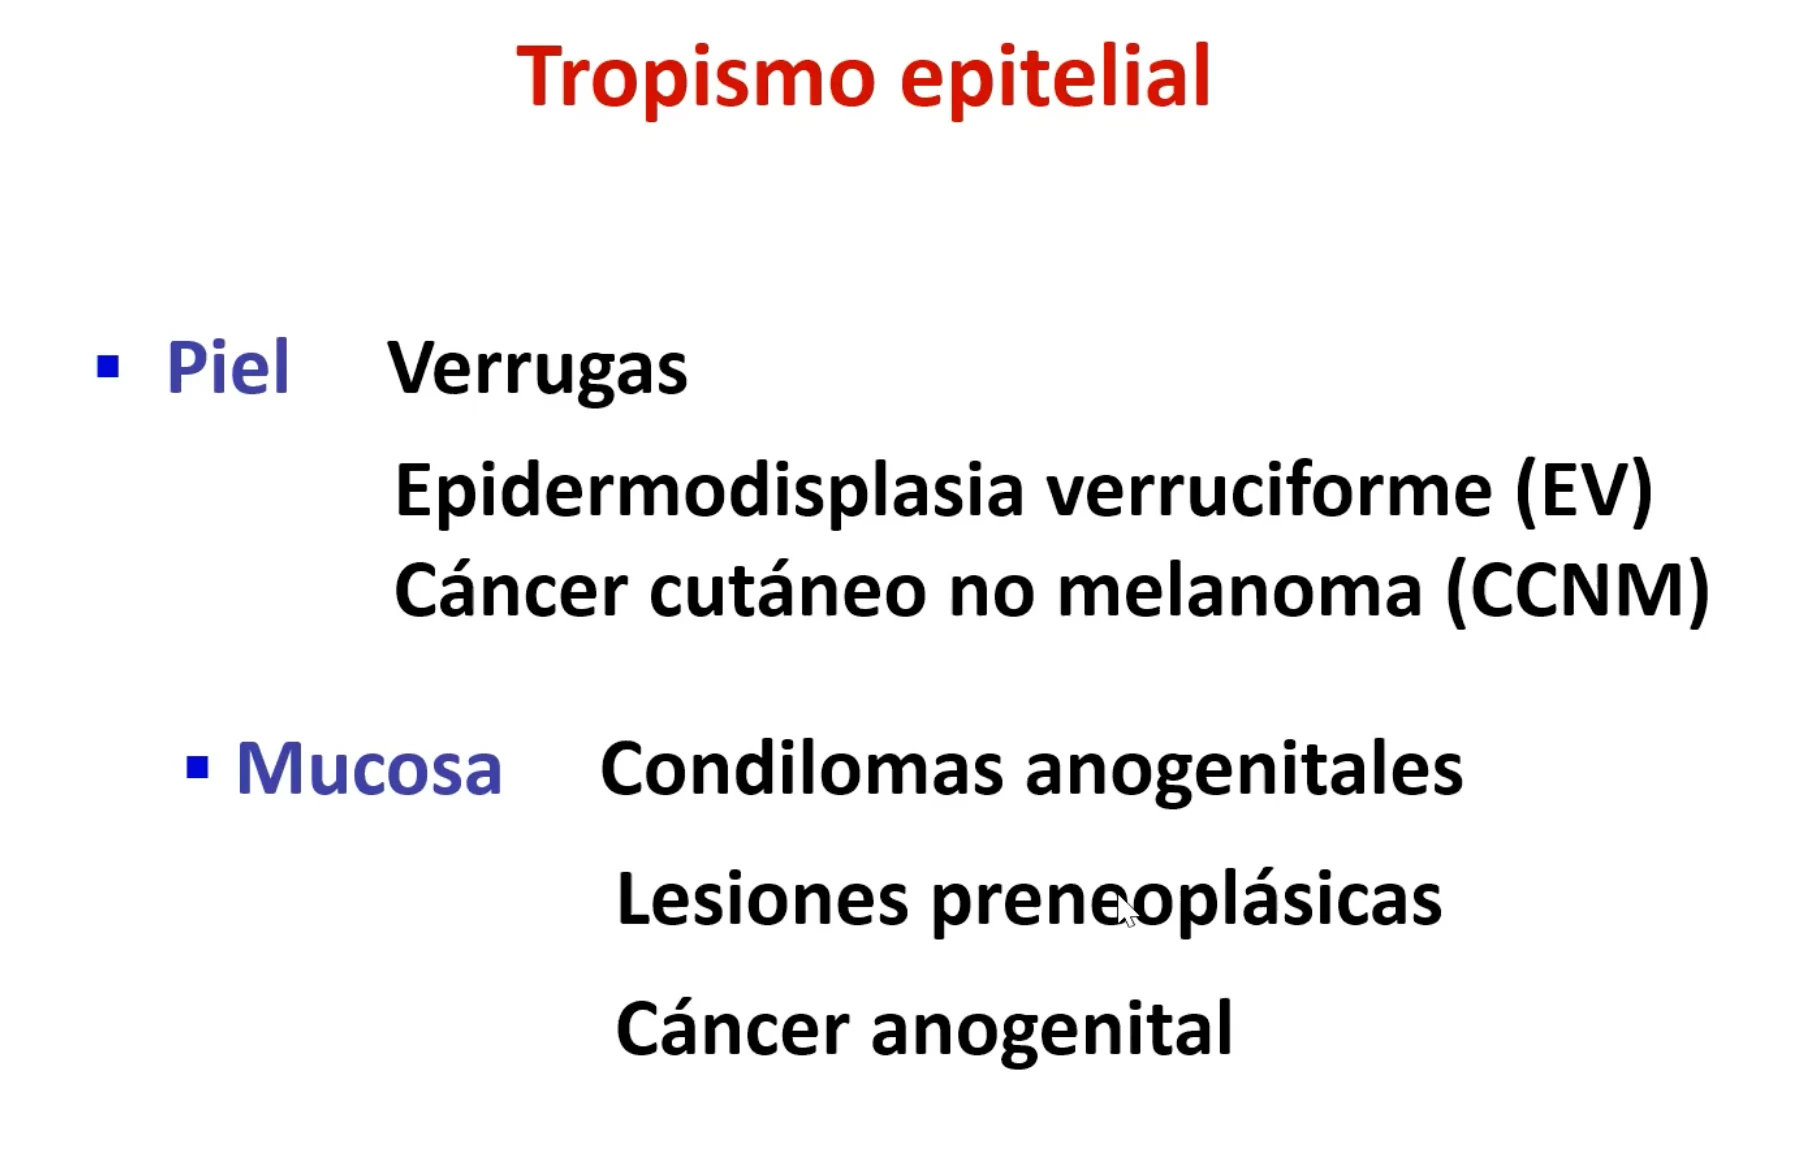 Tropismo epitelial
▪ Piel Verrugas
Epidermodisplasia verruciforme (EV)
Cáncer cutáneo no melanoma (CCNM)
▪ Mucosa Condilomas anogenitales
Lesiones preneoplásicas
Cáncer anogenital